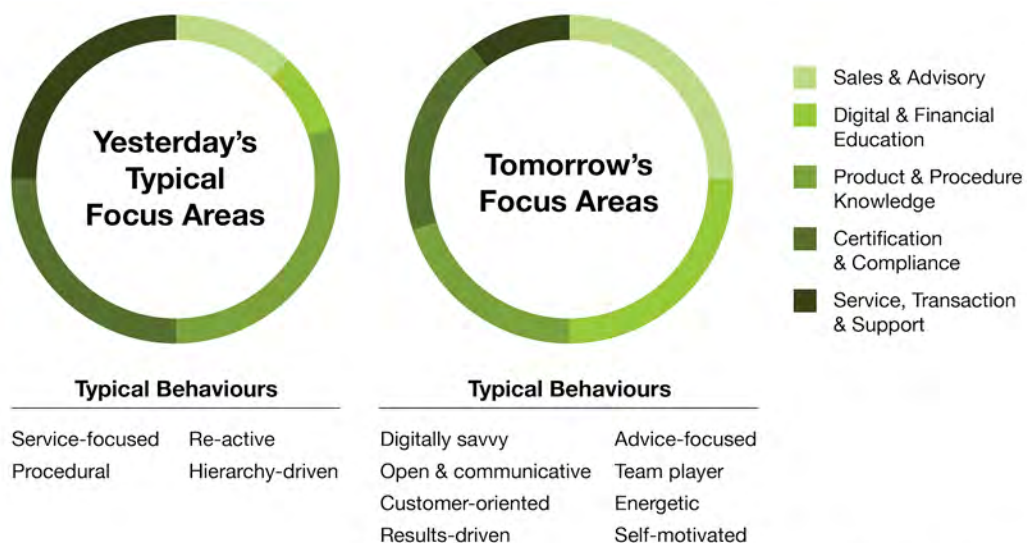 Yesterday's
Typical
Focus Areas
Tomorrow's
Focus Areas
Sales & Advisory
Digital & Financial
Education
Product & Procedure
Knowledge
Certification
& Compliance
Service, Transaction
& Support
Typical Behaviours
Service-focused
Re-active
Procedural
Hierarchy-driven
Typical Behaviours
Digitally savvy
Advice-focused
Open & communicative
Team player
Customer-oriented
Energetic
Results-driven
Self-motivated